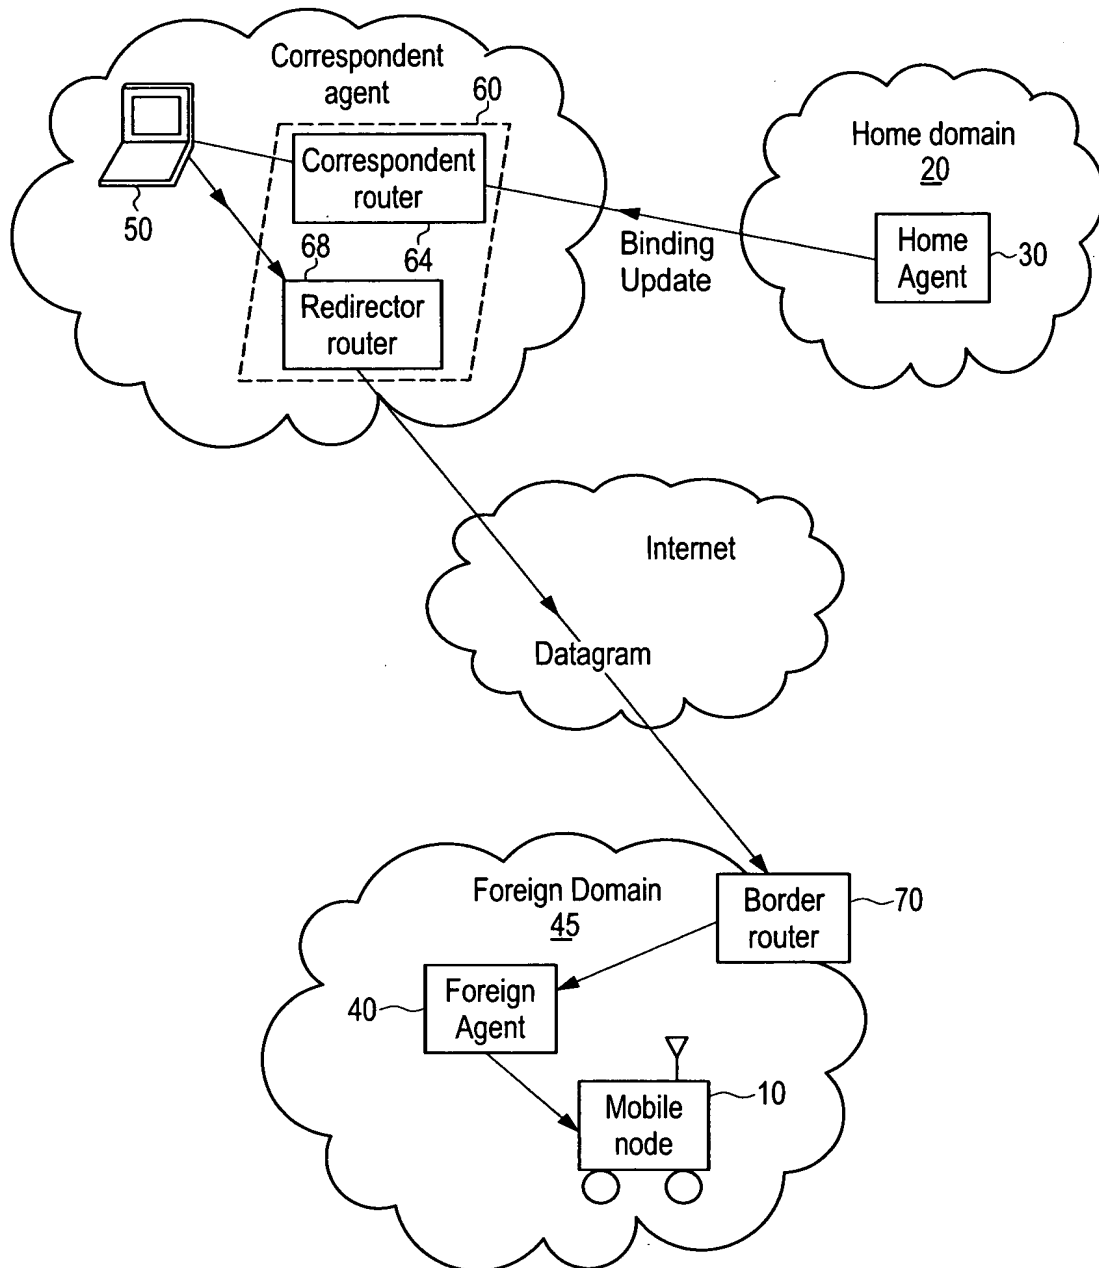 Correspondent
agent
60
Correspondent
router
50
68
64
Redirector
router
Home domain
20
Home
Agent
30
Binding
Update
Internet
Datagram
Foreign Domain
45
Border
router
70
40
Foreign
Agent
10
Mobile
node